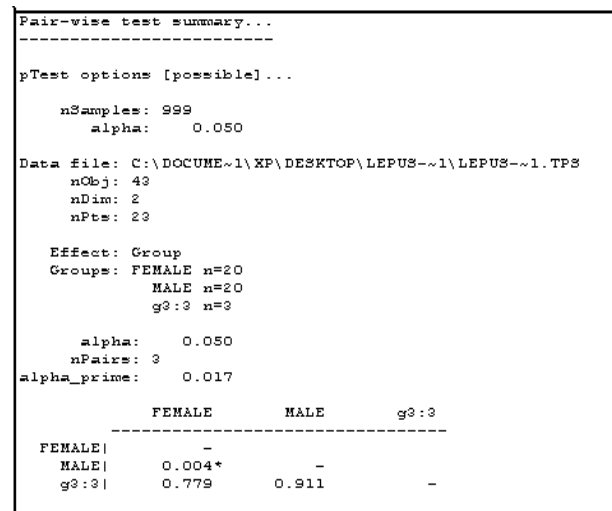 Pair-wise test summary...
--------------------------
pTest options [possible]...
nSamples: 999
alpha: 0.050
Data file: C:\DOCUME~1\XP\DESKTOP\LEPUS-~1\LEPUS-~1.TPS
nObj: 43
nDim: 2
nPts: 23
Effect: Group
Groups: FEMALE n=20
MALE n=20
g3:3 n=3
alpha: 0.050
nPairs: 3
alpha_prime: 0.017
FEMALE MALE g3:3
----------------------------------
FEMALE| -
MALE| 0.004* -
g3:3| 0.779 0.911 -